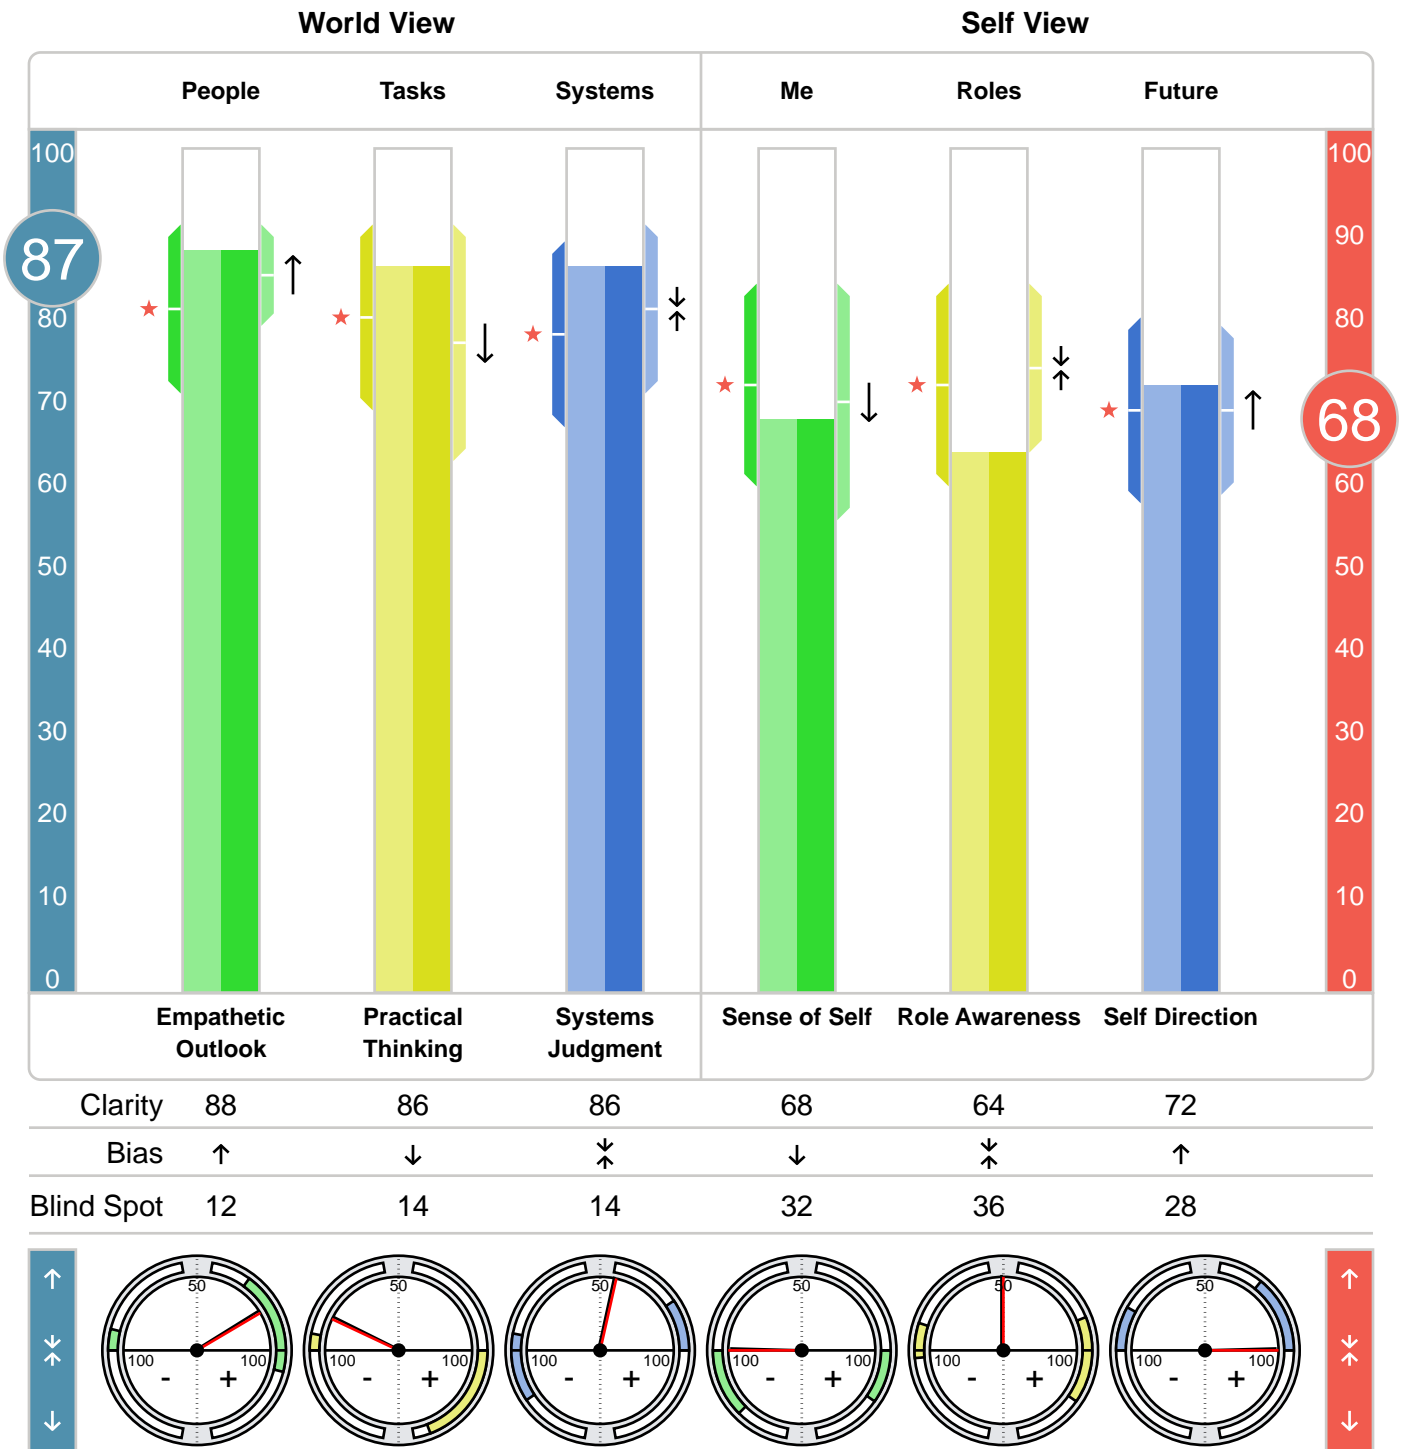 World View Self View
People Tasks Systems Me Roles Future
100 100
90
87
80 80
70
68
60 60
50 50
40 40
30 30
20 20
10 10
0 0
Empathetic Outlook Practical Thinking Systems Judgment Sense of Self Role Awareness Self Direction
Clarity 88 86 86 68 64 72
Bias ↑ ↓ ↓↑ ↓ ↓↑ ↑
Blind Spot 12 14 14 32 36 28
↑ 50 50 50 50 50 50 ↑
↓↑ 100 100 100 100 100 100 100 100 100 100 100 100 ↓↑
- + - + - + - + - + - +
↓ ↓